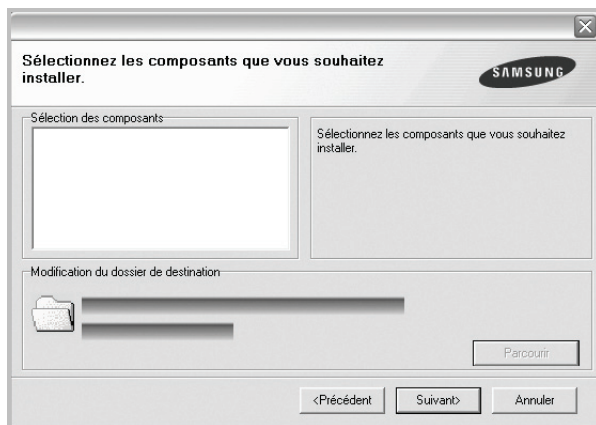 Sélectionnez les composants que vous souhaitez
installer.
SAMSUNG
Sélection des composants
Sélectionnez les composants que vous souhaitez
installer.
Modification du dossier de destination
Parcourir
<Précédent
Suivant>
Annuler